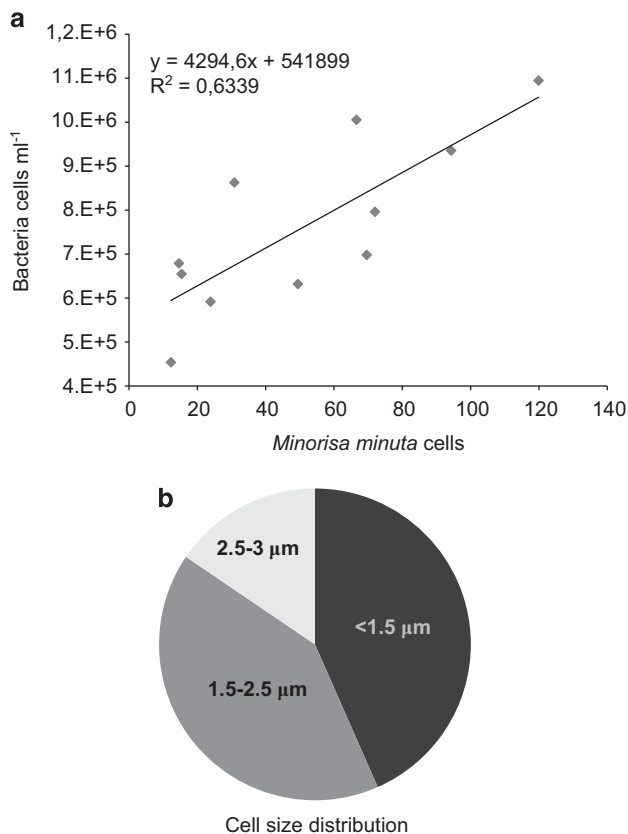 a
1,2.E+6
11.E+6
10.E+6
9.E+5
8.E+5
7.E+5
6.E+5
5.E+5
4.E+5
Bacteria cells ml-1
y = 4294,6x + 541899
R2 = 0,6339
0 20 40 60 80 100 120 140
Minorisa minuta cells
b
2.5-3 μm
<1.5 μm
1.5-2.5 μm
Cell size distribution